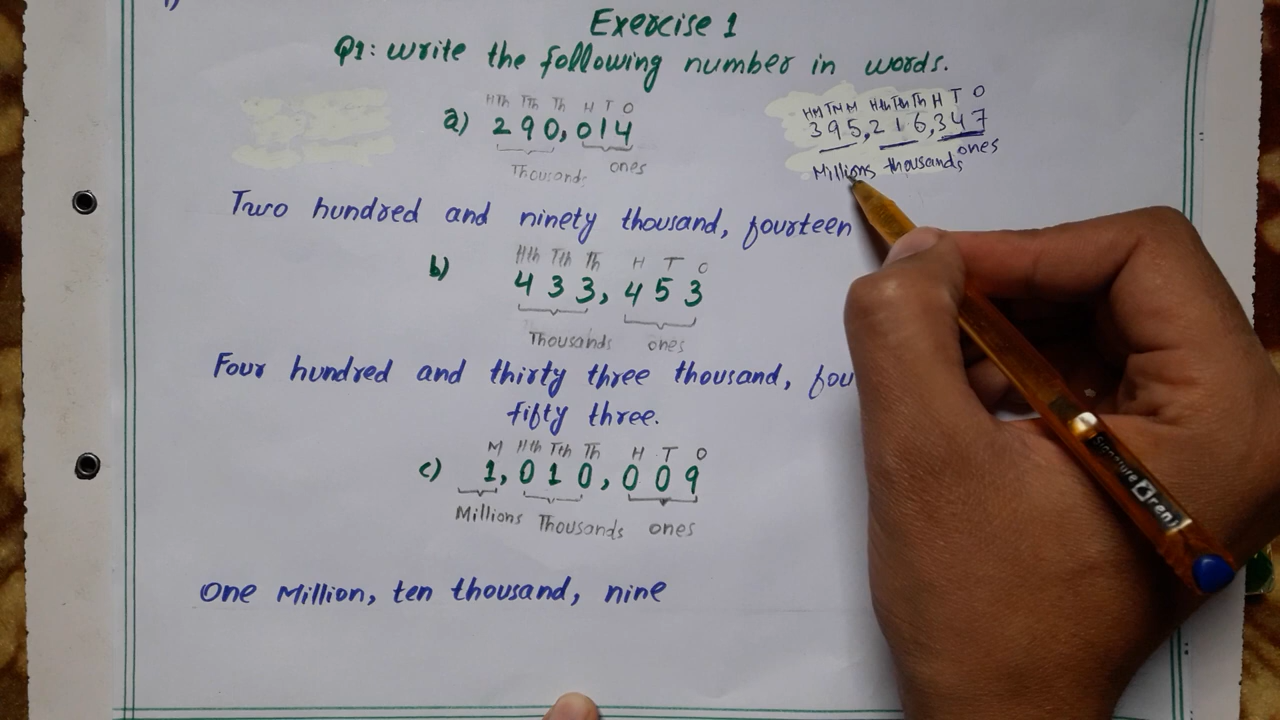 Exercise 1
Q1: write the following number in words.
HTh TTh Th H T O
a) 290,014
Thousands ones
HM TM M HTh TTh Th H T O
395,216,347
Millions thousands ones
Two hundred and ninety thousand, fourteen
HTh TTh Th H T O
b) 433,453
Thousands ones
Four hundred and thirty three thousand,
fifty three.
M HTh TTh Th H T O
c) 1,010,009
Millions Thousands ones
One Million, ten thousand, nine
Signature